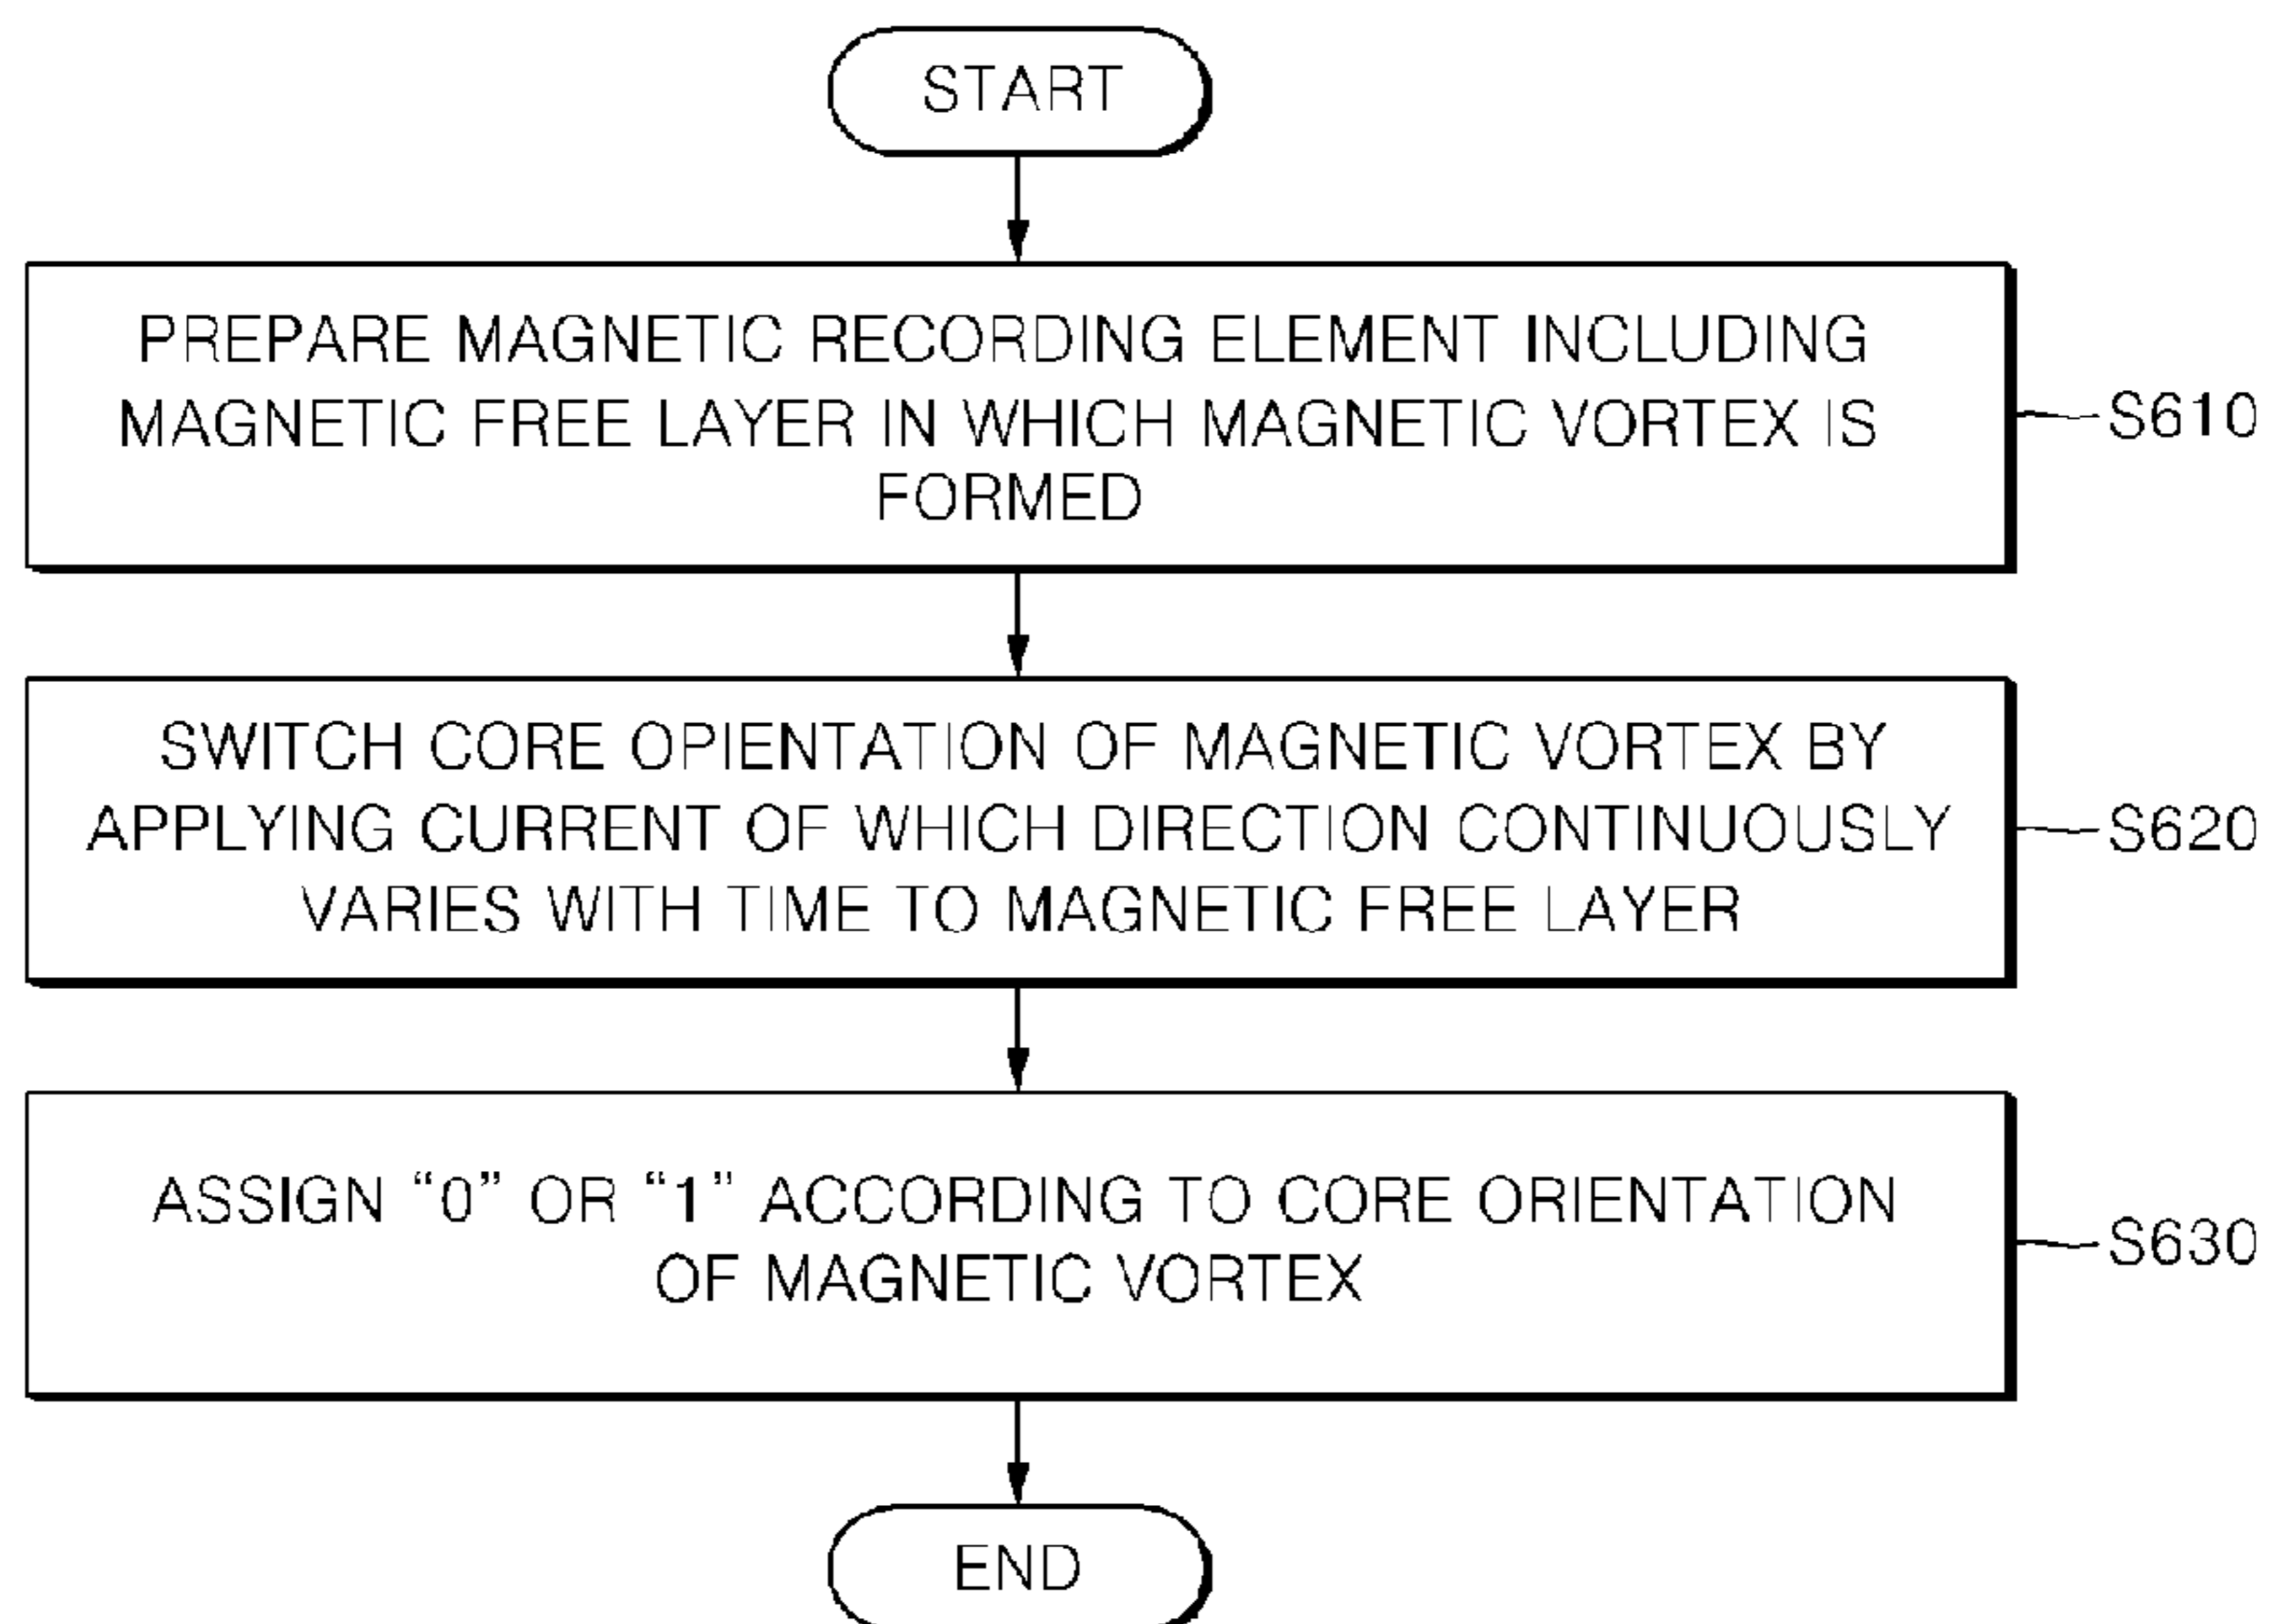 START
PREPARE MAGNETIC RECORDING ELEMENT INCLUDING
MAGNETIC FREE LAYER IN WHICH MAGNETIC VORTEX IS
FORMED
S610
SWITCH CORE OPIENTATION OF MAGNETIC VORTEX BY
APPLYING CURRENT OF WHICH DIRECTION CONTINUOUSLY
VARIES WITH TIME TO MAGNETIC FREE LAYER
S620
ASSIGN “0” OR “1” ACCORDING TO CORE ORIENTATION
OF MAGNETIC VORTEX
S630
END